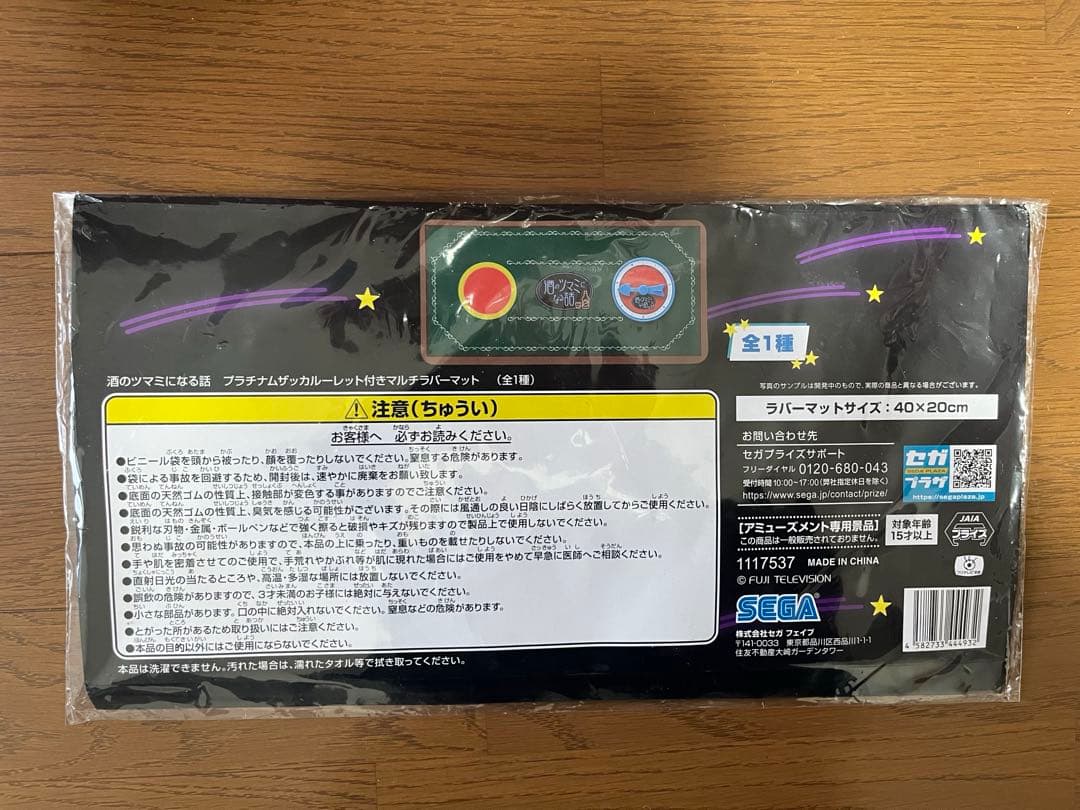 酒のツマミになる話
全1種
酒のツマミになる話 プラチナムザッカルーレット付きマルチラバーマット (全1種)
写真のサンプルは開発中のもので、実際の商品と異なる場合がございます。
ラバーマットサイズ:40×20cm
注意(ちゅうい)
お客様へ 必ずお読みください。
●ビニール袋を頭から被ったり、顔を覆ったりしないでください。窒息する危険があります。
●袋による事故を回避するため、開封後は、速やかに廃棄をお願い致します。
●底面の天然ゴムの性質上、接触部が変色する事がありますのでご注意ください。
●底面の天然ゴムの性質上、臭気を感じる可能性がございます。その際には風通しの良い日陰にしばらく放置してからご使用ください。
●鋭利な刃物・金属・ボールペンなどで強く擦ると破損やキズが残りますので製品上で使用しないでください。
●思わぬ事故の可能性がありますので、本品の上に乗ったり、重いものを載せたりしないでください。
●手や肌を密着させてのご使用で、手荒れやかぶれ等が肌に現れた場合にはご使用をやめて早急に医師へご相談ください。
●直射日光の当たるところや、高温・多湿な場所には放置しないでください。
●誤飲の危険がありますので、3才未満のお子様には絶対に与えないでください。
●小さな部品があります。口の中に絶対入れないでください。窒息などの危険があります。
●とがった所があるため取り扱いにはご注意ください。
●本品の目的以外にはご使用にならないでください。
本品は洗濯できません。汚れた場合は、濡れたタオル等で拭き取ってください。
お問い合わせ先
セガプライズサポート
フリーダイヤル 0120-680-043
受付時間 10:00〜17:00(弊社指定休日を除く)
https://www.sega.jp/contact/prize/
セガ
SEGA PLAZA
プラザ
https://segaplaza.jp
[アミューズメント専用景品]
この商品は一般販売されておりません。
対象年齢
15才以上
JAIA
プライズ
1117537 MADE IN CHINA
© FUJI TELEVISION
SEGA
株式会社セガ フェイブ
〒141-0033 東京都品川区西品川1-1-1
住友不動産大崎ガーデンタワー
4 582733 444932